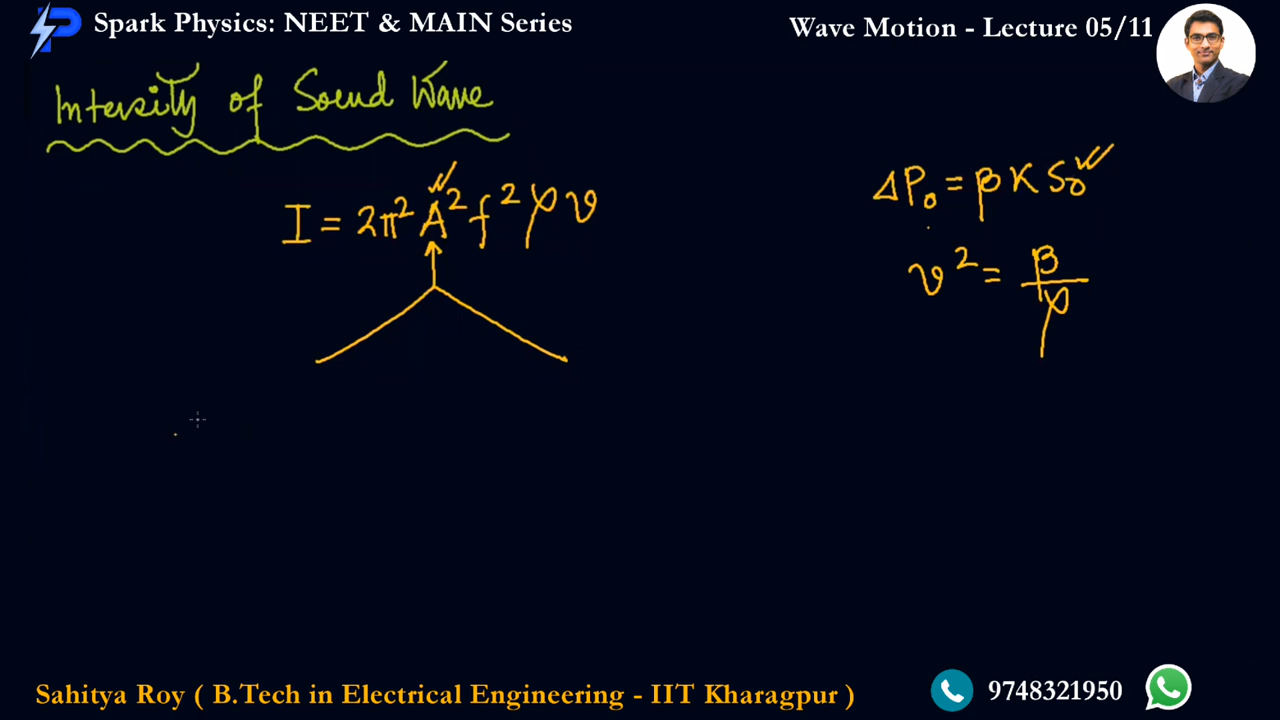 Spark Physics: NEET & MAIN Series
Wave Motion - Lecture 05/11
Intensity of Sound Wave
I = 2π²A²f²ρv
ΔP₀ = βKS₀
v² = β/ρ
Sahitya Roy ( B.Tech in Electrical Engineering - IIT Kharagpur )
9748321950